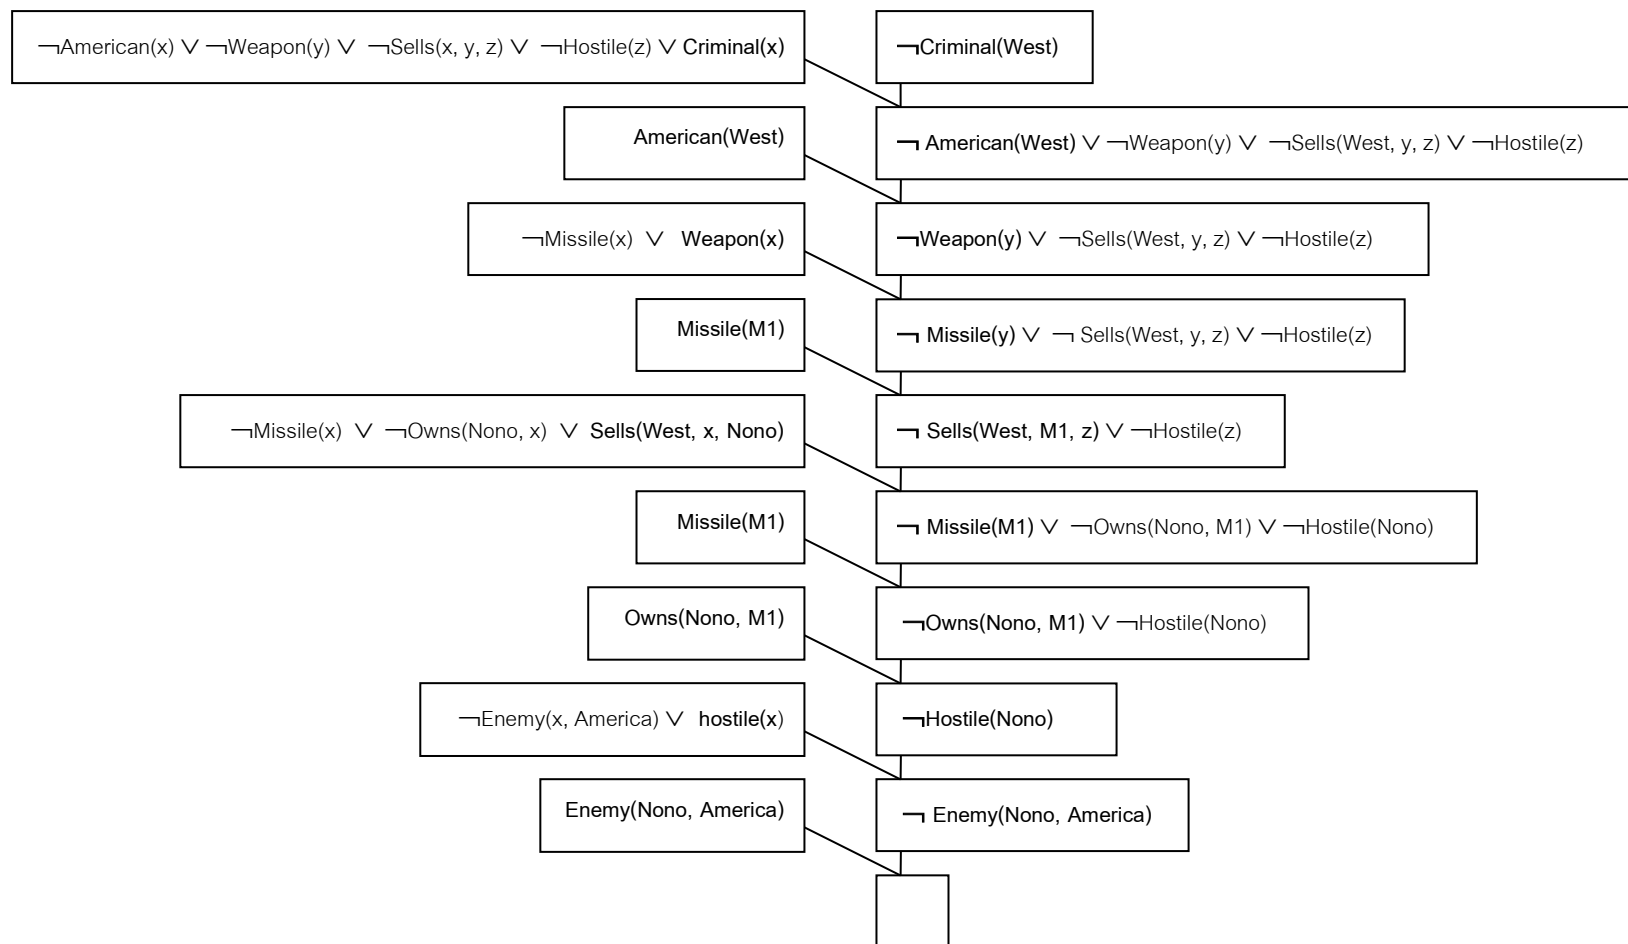 ¬American(x) ∨ ¬Weapon(y) ∨ ¬Sells(x, y, z) ∨ ¬Hostile(z) ∨ Criminal(x)
¬Criminal(West)
American(West)
¬ American(West) ∨ ¬Weapon(y) ∨ ¬Sells(West, y, z) ∨ ¬Hostile(z)
¬Missile(x) ∨ Weapon(x)
¬Weapon(y) ∨ ¬Sells(West, y, z) ∨ ¬Hostile(z)
Missile(M1)
¬ Missile(y) ∨ ¬ Sells(West, y, z) ∨ ¬Hostile(z)
¬Missile(x) ∨ ¬Owns(Nono, x) ∨ Sells(West, x, Nono)
¬ Sells(West, M1, z) ∨ ¬Hostile(z)
Missile(M1)
¬ Missile(M1) ∨ ¬Owns(Nono, M1) ∨ ¬Hostile(Nono)
Owns(Nono, M1)
¬Owns(Nono, M1) ∨ ¬Hostile(Nono)
¬Enemy(x, America) ∨ hostile(x)
¬Hostile(Nono)
Enemy(Nono, America)
¬ Enemy(Nono, America)